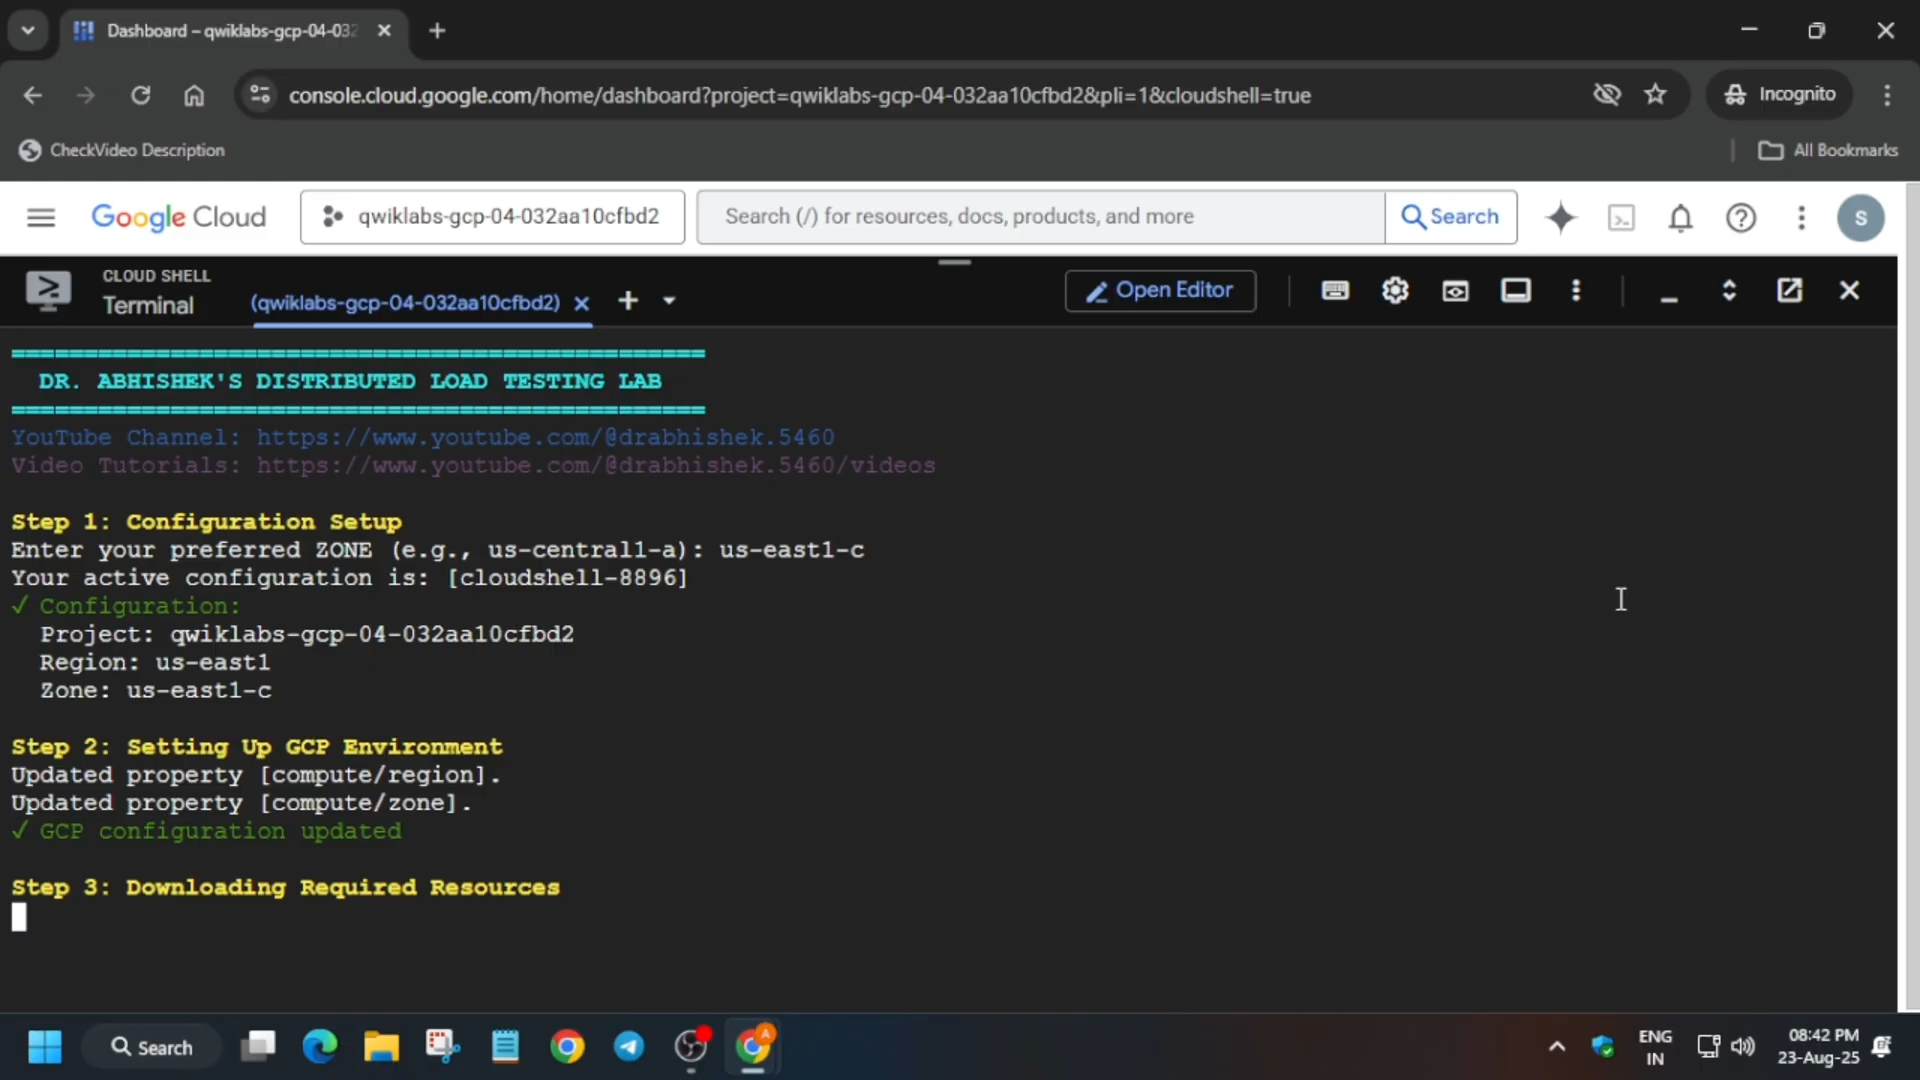 Dashboard – qwiklabs-gcp-04-032
console.cloud.google.com/home/dashboard?project=qwiklabs-gcp-04-032aa10cfbd2&pli=1&cloudshell=true
Incognito
CheckVideo Description
All Bookmarks
Google Cloud
qwiklabs-gcp-04-032aa10cfbd2
Search (/) for resources, docs, products, and more
Search
S
CLOUD SHELL
Terminal
(qwiklabs-gcp-04-032aa10cfbd2)
Open Editor
DR. ABHISHEK'S DISTRIBUTED LOAD TESTING LAB
YouTube Channel: https://www.youtube.com/@drabhishek.5460
Video Tutorials: https://www.youtube.com/@drabhishek.5460/videos
Step 1: Configuration Setup
Enter your preferred ZONE (e.g., us-central1-a): us-east1-c
Your active configuration is: [cloudshell-8896]
✓ Configuration:
Project: qwiklabs-gcp-04-032aa10cfbd2
Region: us-east1
Zone: us-east1-c
Step 2: Setting Up GCP Environment
Updated property [compute/region].
Updated property [compute/zone].
✓ GCP configuration updated
Step 3: Downloading Required Resources
Search
A
ENG
IN
08:42 PM
23-Aug-25